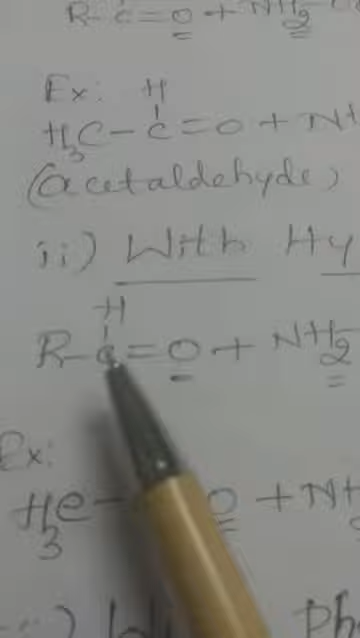 R-C=O + NH2
Ex: H
H3C-C=O + NH
(acetaldehyde)
ii) With Hy
H
R-C=O + NH2
Ex:
H3C- O + NH
Ph